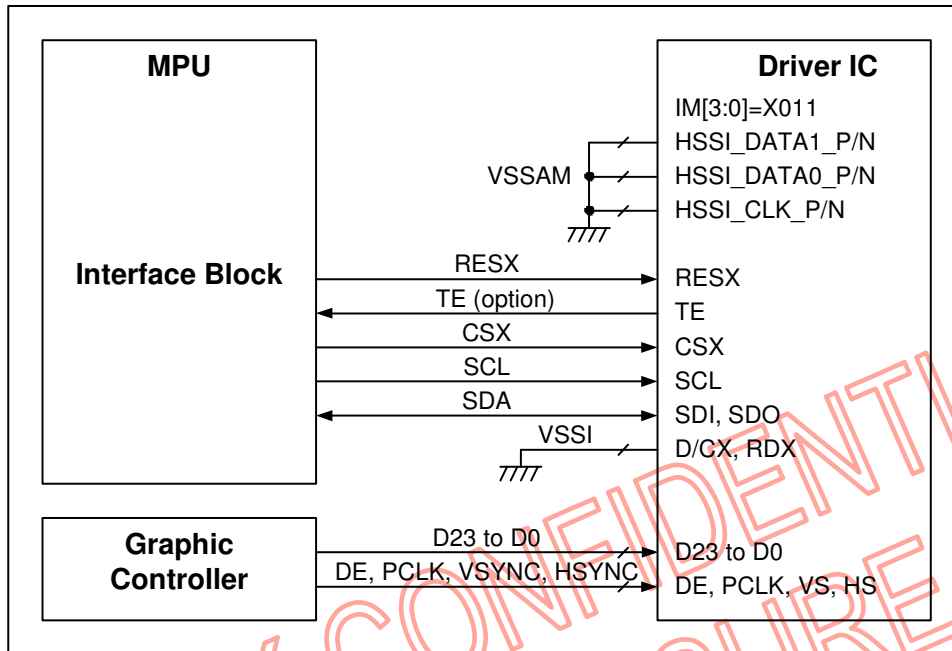 MPU
Interface Block
Driver IC
IM[3:0]=X011
HSSI_DATA1_P/N
VSSAM
HSSI_DATA0_P/N
HSSI_CLK_P/N
RESX
RESX
TE (option)
TE
CSX
CSX
SCL
SCL
SDA
SDI, SDO
VSSI
D/CX, RDX
Graphic
Controller
D23 to D0
D23 to D0
DE, PCLK, VSYNC, HSYNC
DE, PCLK, VS, HS
CONFIDENTI